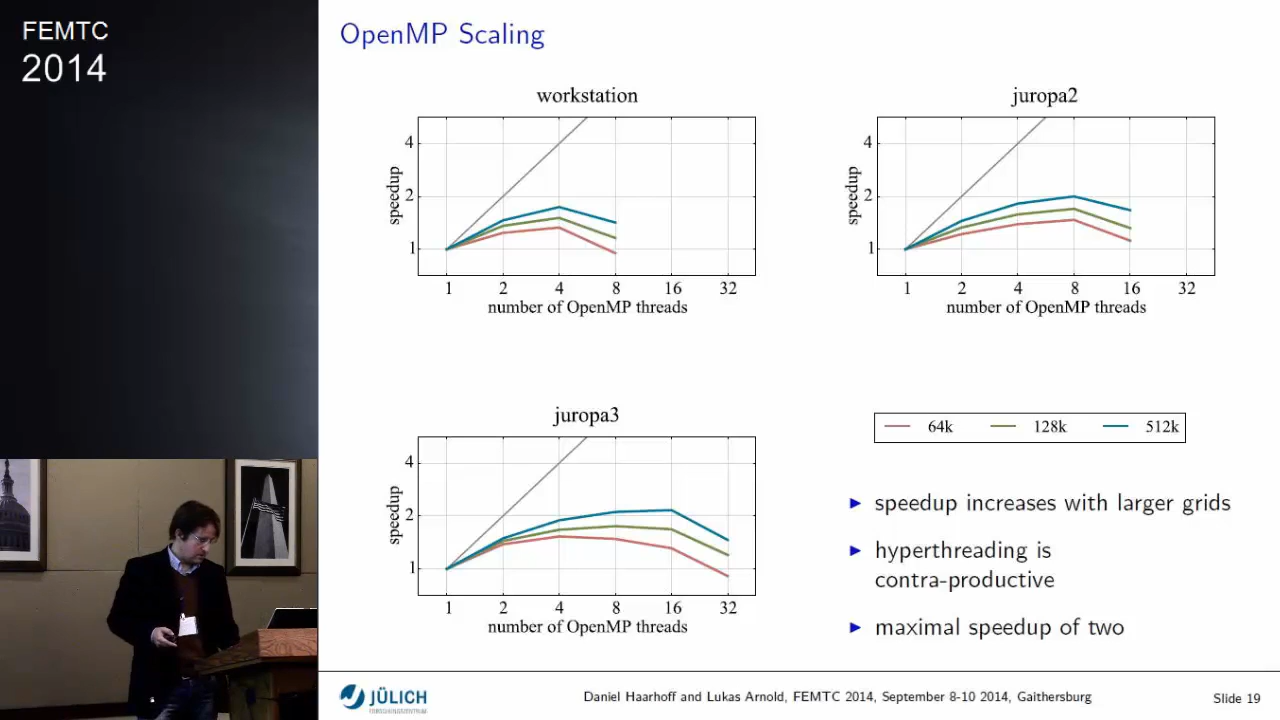 FEMTC
2014
OpenMP Scaling
workstation
4
2
1
speedup
1 2 4 8 16 32
number of OpenMP threads
juropa2
4
2
1
speedup
1 2 4 8 16 32
number of OpenMP threads
juropa3
4
2
1
speedup
1 2 4 8 16 32
number of OpenMP threads
64k 128k 512k
speedup increases with larger grids
hyperthreading is
contra-productive
maximal speedup of two
JÜLICH
FORSCHUNGSZENTRUM
Daniel Haarhoff and Lukas Arnold, FEMTC 2014, September 8-10 2014, Gaithersburg
Slide 19